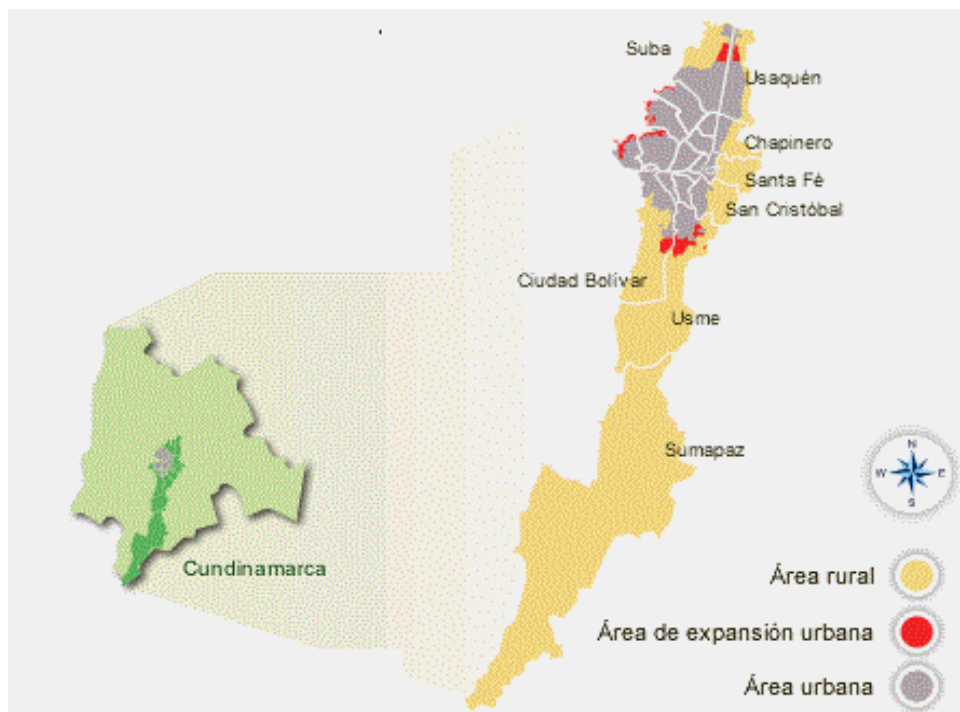 Suba
Usaquén
Chapinero
Santa Fé
San Cristóbal
Ciudad Bolívar
Usme
Sumapaz
Cundinamarca
N
W E
S
Área rural
Área de expansión urbana
Área urbana